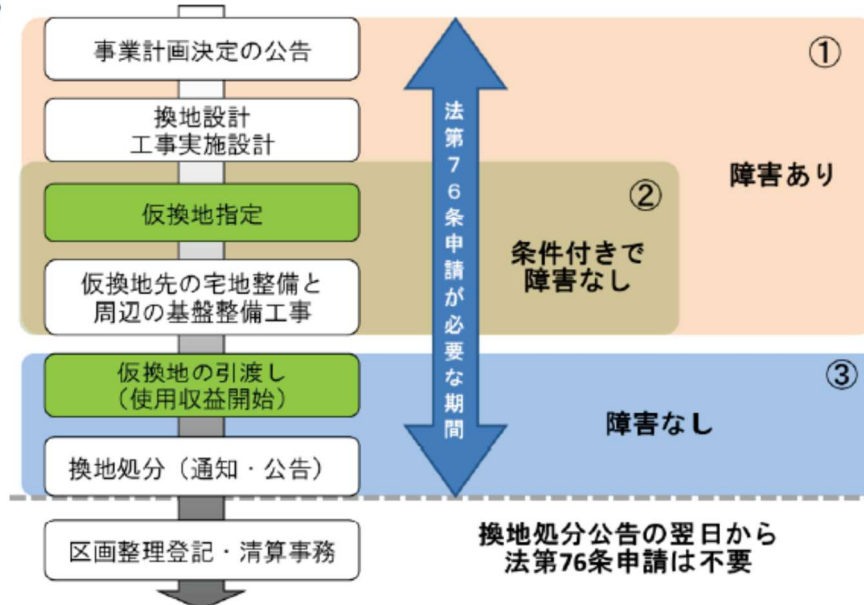 事業計画決定の公告
①
換地設計
工事実施設計
障害あり
法第76条申請が必要な期間
②
仮換地指定
条件付きで
障害なし
仮換地先の宅地整備と
周辺の基盤整備工事
③
仮換地の引渡し
（使用収益開始）
障害なし
換地処分（通知・公告）
換地処分公告の翌日から
法第76条申請は不要
区画整理登記・清算事務